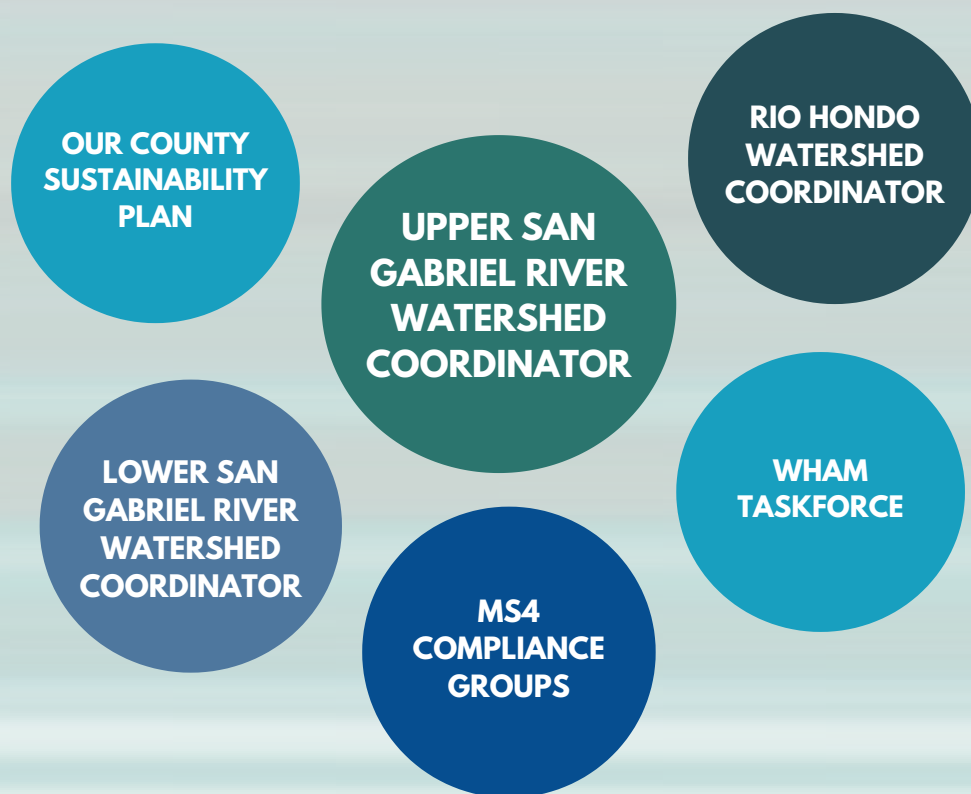 OUR COUNTY
SUSTAINABILITY
PLAN
UPPER SAN
GABRIEL RIVER
WATERSHED
COORDINATOR
RIO HONDO
WATERSHED
COORDINATOR
LOWER SAN
GABRIEL RIVER
WATERSHED
COORDINATOR
WHAM
TASKFORCE
MS4
COMPLIANCE
GROUPS